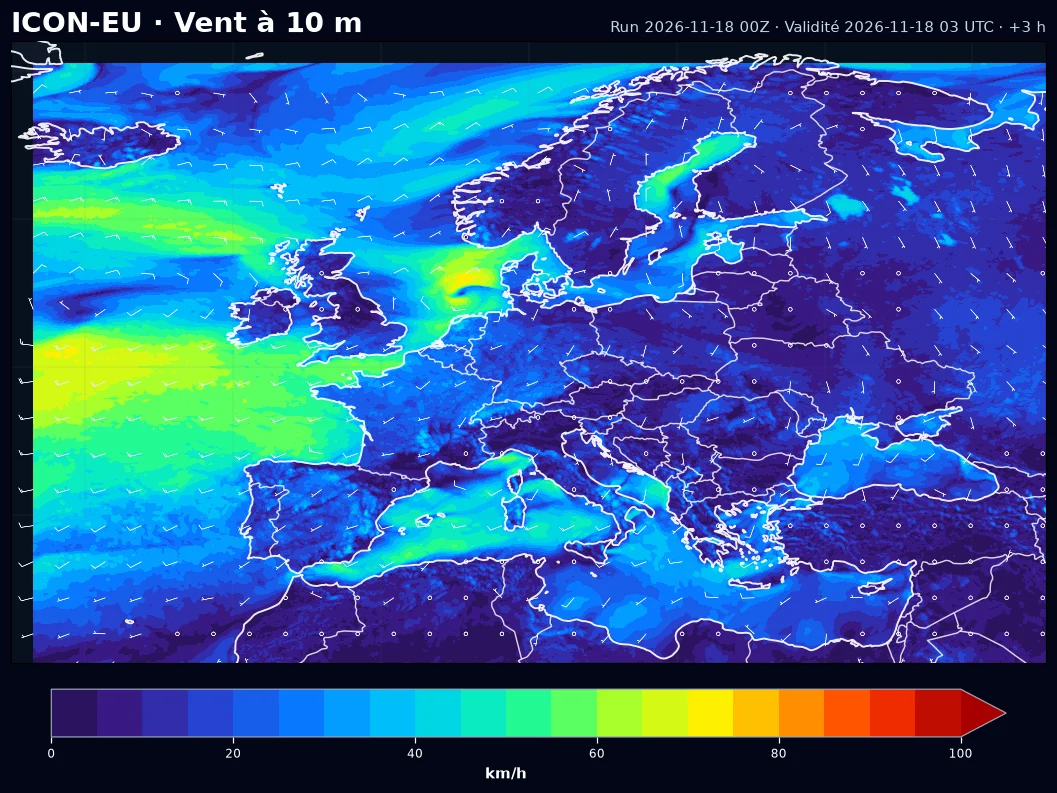 ICON-EU · Vent à 10 m
Run 2026-11-18 00Z · Validité 2026-11-18 03 UTC · +3 h
0 20 40 60 80 100
km/h